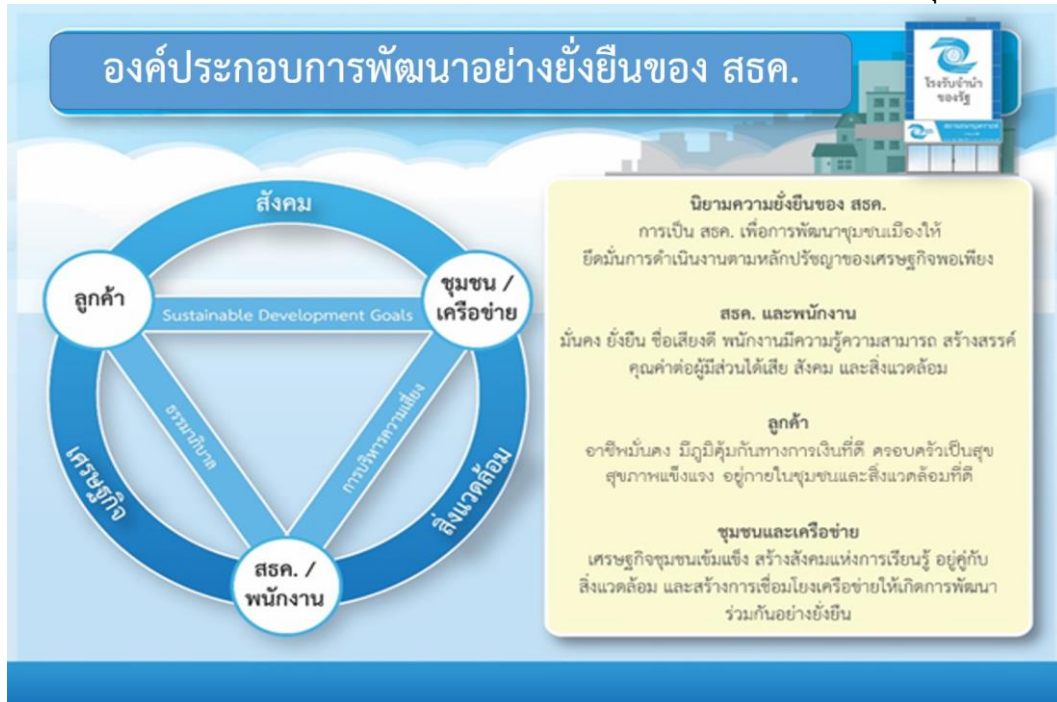 องค์ประกอบการพัฒนาอย่างยั่งยืนของ สธค.
โรงรับจำนำ
ของรัฐ
สังคม
ลูกค้า
ชุมชน /
เครือข่าย
Sustainable Development Goals
ธรรมาภิบาล
การบริหารความเสี่ยง
เศรษฐกิจ
สิ่งแวดล้อม
สธค. /
พนักงาน
นิยามความยั่งยืนของ สธค.
การเป็น สธค. เพื่อการพัฒนาชุมชนเมืองให้
ยึดมั่นการดำเนินงานตามหลักปรัชญาของเศรษฐกิจพอเพียง
สธค. และพนักงาน
มั่นคง ยั่งยืน ชื่อเสียงดี พนักงานมีความรู้ความสามารถ สร้างสรรค์
คุณค่าต่อผู้มีส่วนได้เสีย สังคม และสิ่งแวดล้อม
ลูกค้า
อาชีพมั่นคง มีภูมิคุ้มกันทางการเงินที่ดี ครอบครัวเป็นสุข
สุขภาพแข็งแรง อยู่ภายในชุมชนและสิ่งแวดล้อมที่ดี
ชุมชนและเครือข่าย
เศรษฐกิจชุมชนเข้มแข็ง สร้างสังคมแห่งการเรียนรู้ อยู่คู่กับ
สิ่งแวดล้อม และสร้างการเชื่อมโยงเครือข่ายให้เกิดการพัฒนา
ร่วมกันอย่างยั่งยืน